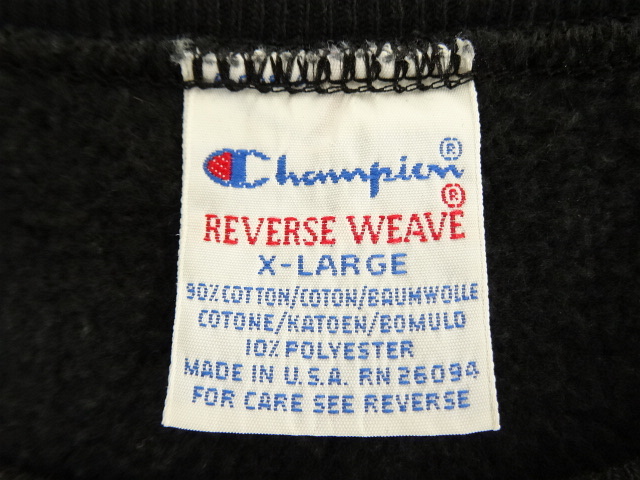 Champion®
REVERSE WEAVE®
X-LARGE
90% COTTON/COTON/BAUMWOLLE
COTONE/KATOEN/BOMULD
10% POLYESTER
MADE IN U.S.A. RN 26094
FOR CARE SEE REVERSE